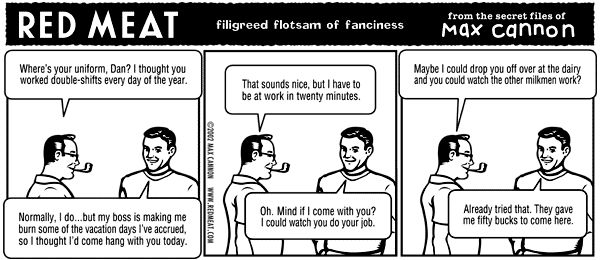 RED MEAT
filigreed flotsam of fanciness
from the secret files of
MaX CaNNON
Where's your uniform, Dan? I thought you
worked double-shifts every day of the year.
Normally, I do...but my boss is making me
burn some of the vacation days I've accrued,
so I thought I'd come hang with you today.
©2002 MAX CANNON WWW.REDMEAT.COM
That sounds nice, but I have to
be at work in twenty minutes.
Oh. Mind if I come with you?
I could watch you do your job.
Maybe I could drop you off over at the dairy
and you could watch the other milkmen work?
Already tried that. They gave
me fifty bucks to come here.